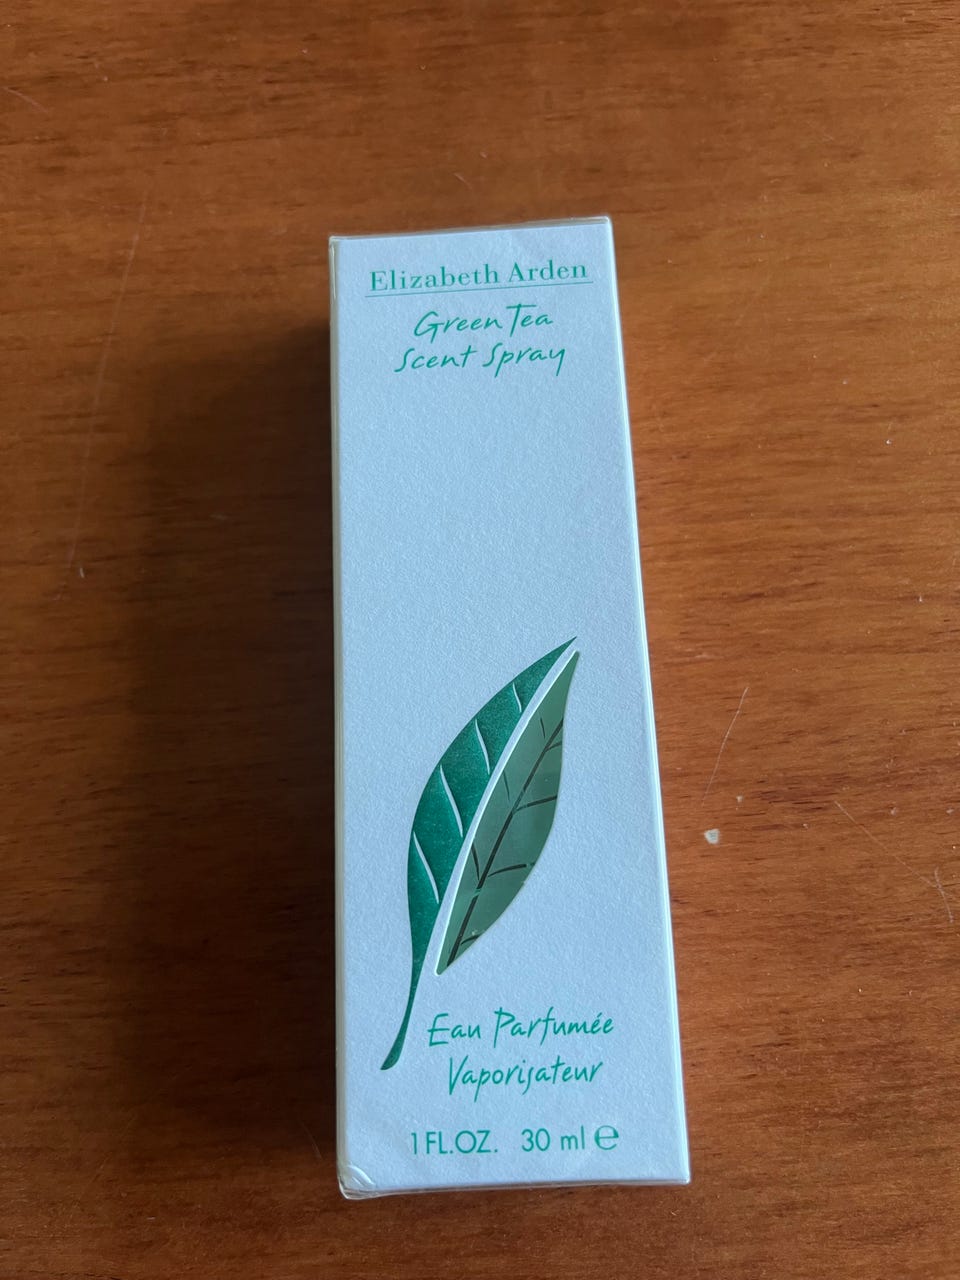 Elizabeth Arden
Green Tea
Scent Spray
Eau Parfumée
Vaporisateur
1 FL.OZ. 30 ml ℮